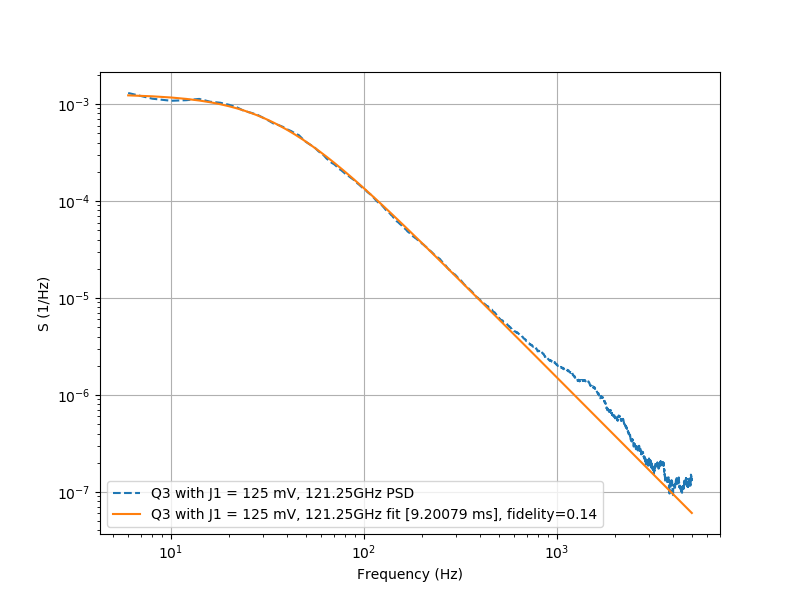 10⁻³
10⁻⁴
10⁻⁵
10⁻⁶
10⁻⁷
S (1/Hz)
Q3 with J1 = 125 mV, 121.25GHz PSD
Q3 with J1 = 125 mV, 121.25GHz fit [9.20079 ms], fidelity=0.14
10¹ 10² 10³
Frequency (Hz)